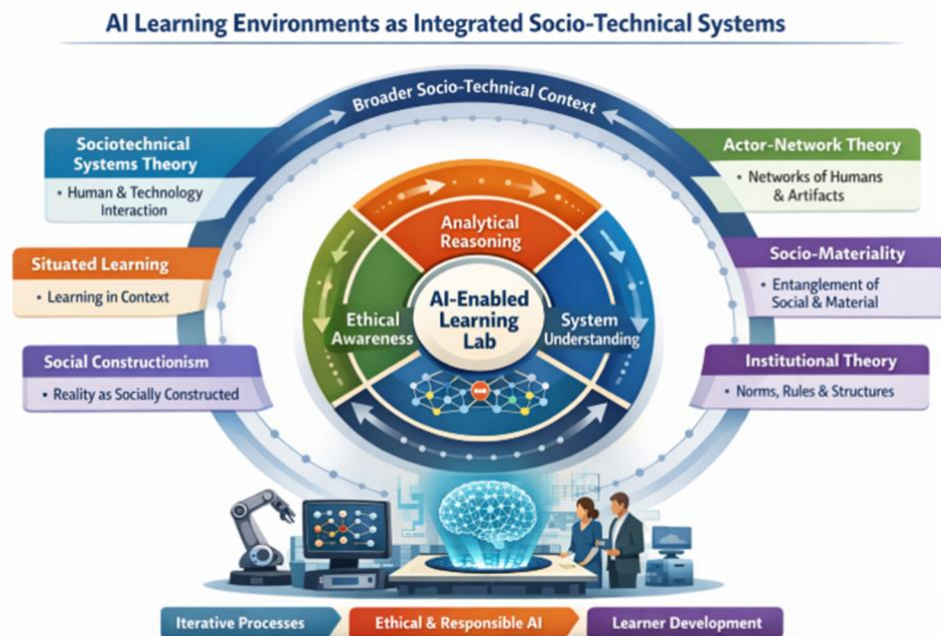 AI Learning Environments as Integrated Socio-Technical Systems
Broader Socio-Technical Context
Sociotechnical
Systems Theory
• Human & Technology
Interaction
Situated Learning
• Learning in Context
Social Constructionism
• Reality as Socially Constructed
Actor-Network Theory
• Networks of Humans
& Artifacts
Socio-Materiality
• Entanglement of
Social & Material
Institutional Theory
• Norms, Rules & Structures
Analytical
Reasoning
Ethical
Awareness
AI-Enabled
Learning
Lab
System
Understanding
Iterative Processes
Ethical & Responsible AI
Learner Development